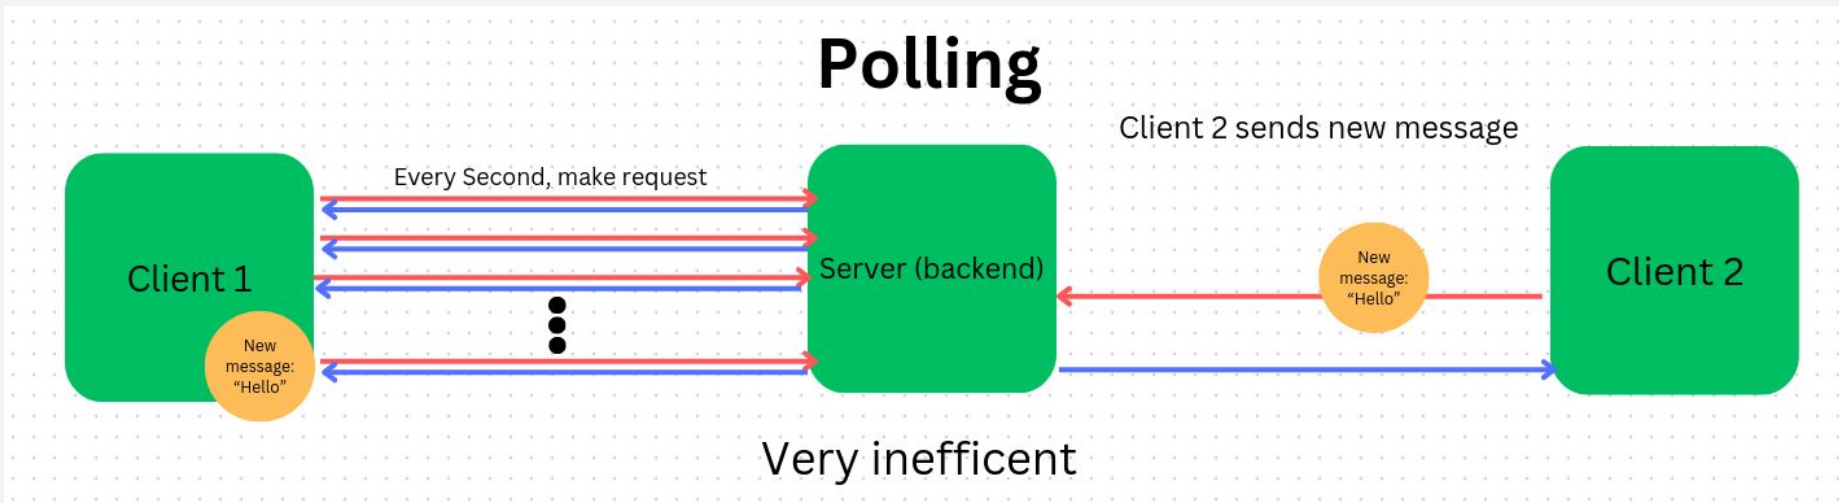 Polling
Client 2 sends new message
Every Second, make request
Client 1
Server (backend)
New
message:
“Hello”
Client 2
New
message:
“Hello”
Very inefficent